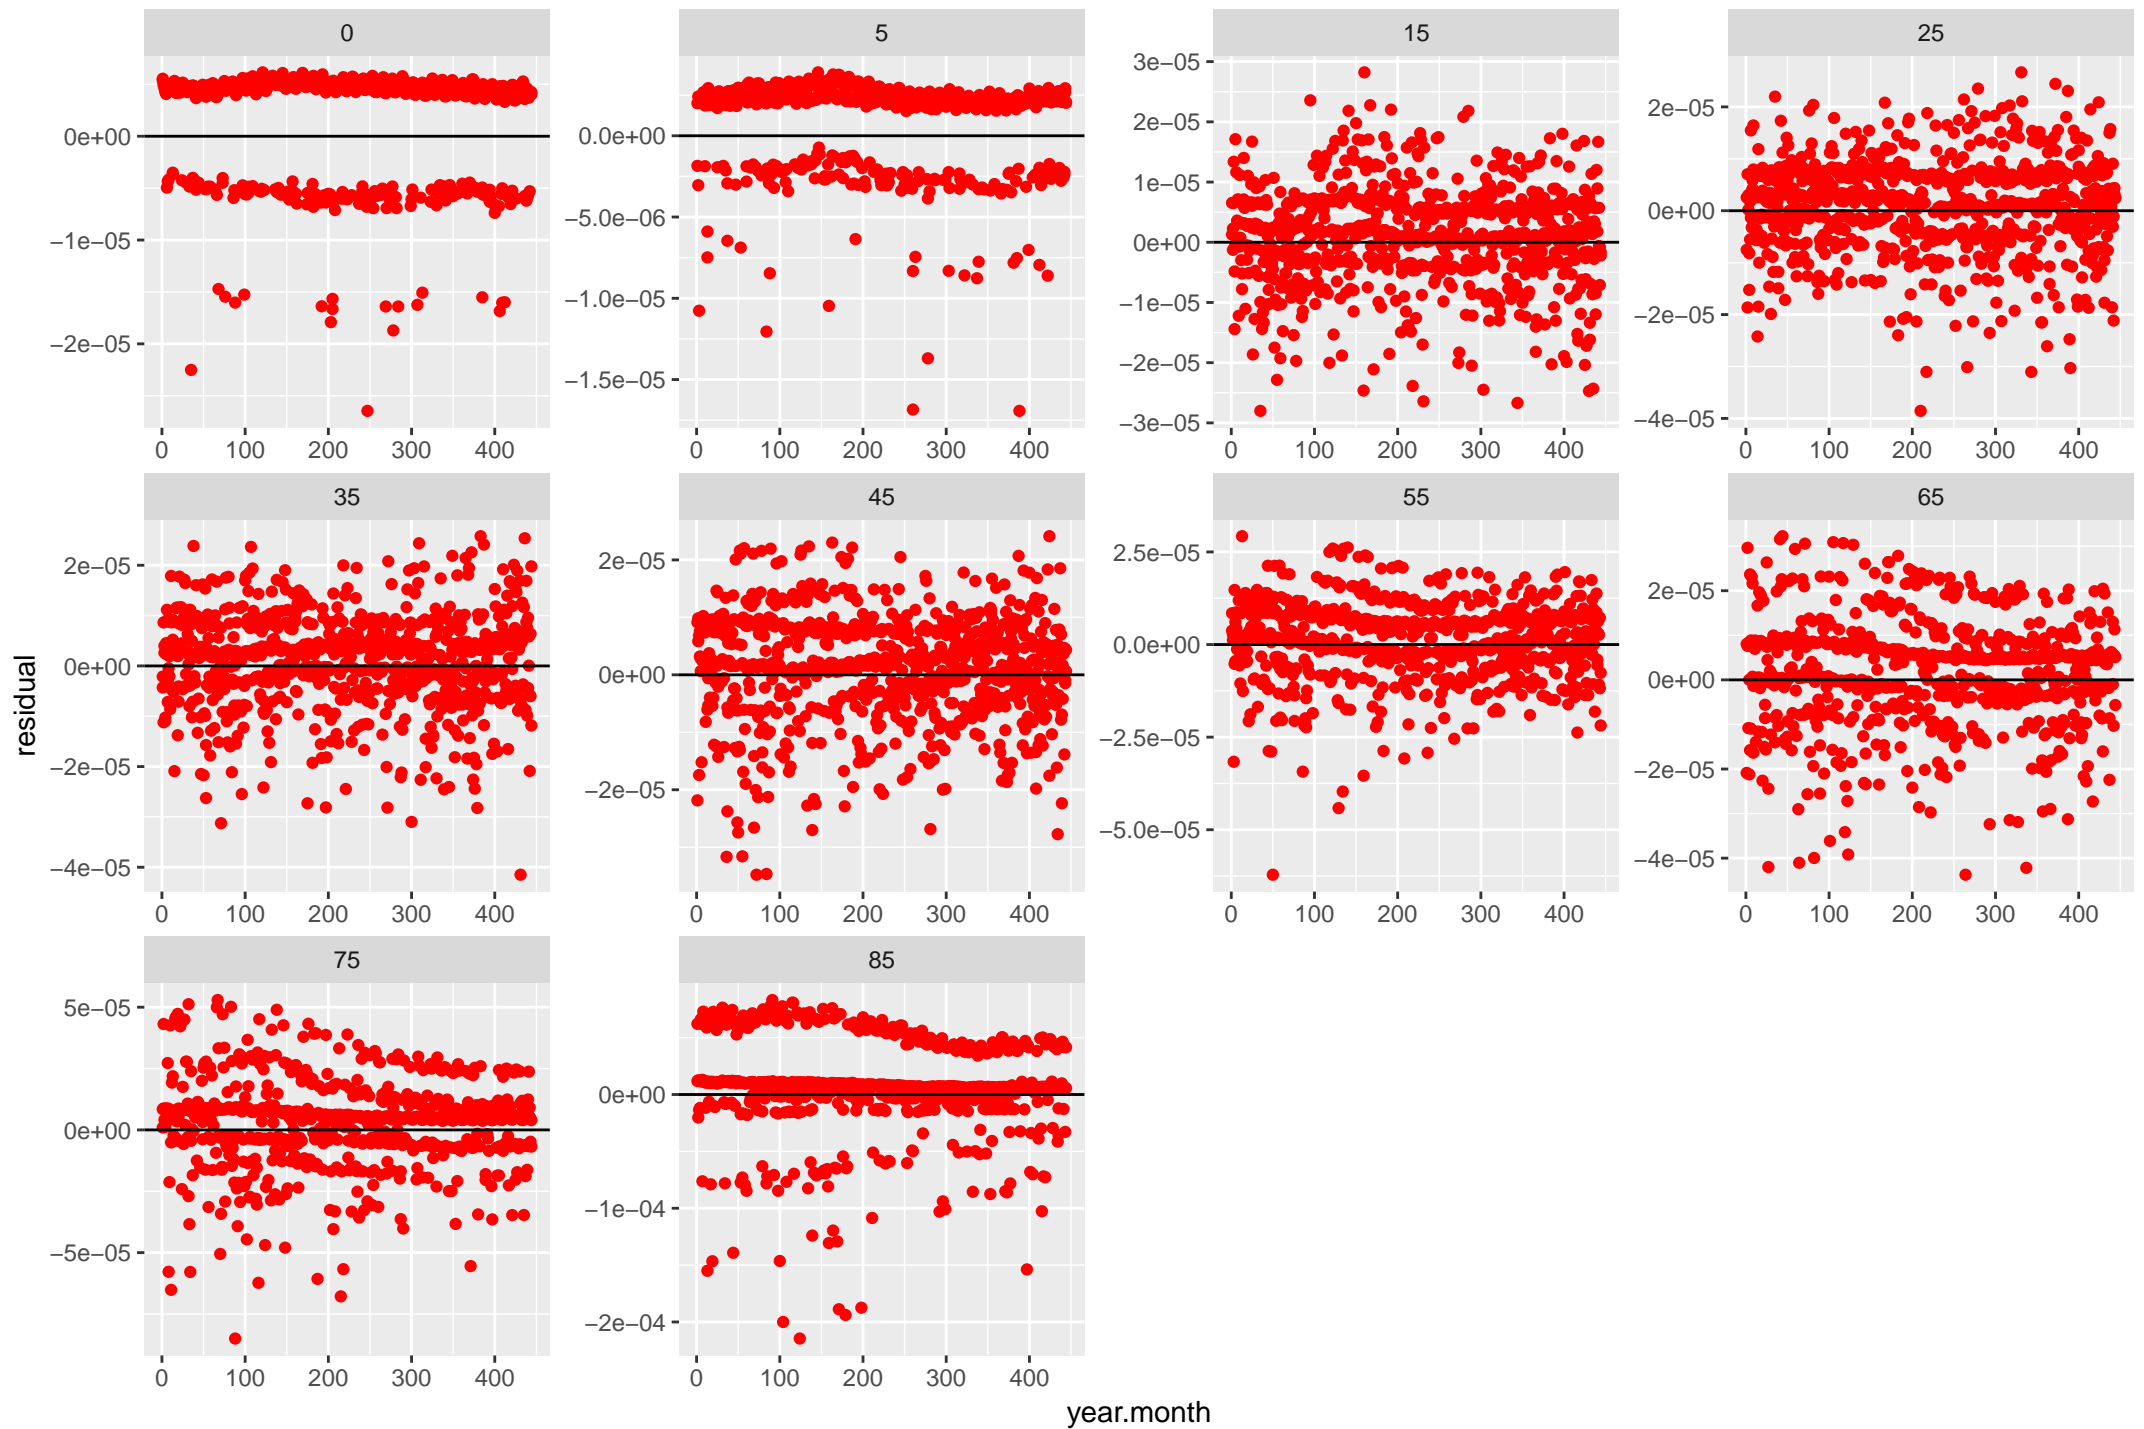 0 5 15 25
0e+00
−1e−05
−2e−05
0.0e+00
−5.0e−06
−1.0e−05
−1.5e−05
3e−05
2e−05
1e−05
0e+00
−1e−05
−2e−05
−3e−05
2e−05
0e+00
−2e−05
−4e−05
0 100 200 300 400 0 100 200 300 400 0 100 200 300 400 0 100 200 300 400
35 45 55 65
2e−05
0e+00
−2e−05
−4e−05
2e−05
0e+00
−2e−05
2.5e−05
0.0e+00
−2.5e−05
−5.0e−05
2e−05
0e+00
−2e−05
−4e−05
0 100 200 300 400 0 100 200 300 400 0 100 200 300 400 0 100 200 300 400
residual
75 85
5e−05
0e+00
−5e−05
0e+00
−1e−04
−2e−04
0 100 200 300 400 0 100 200 300 400
year.month